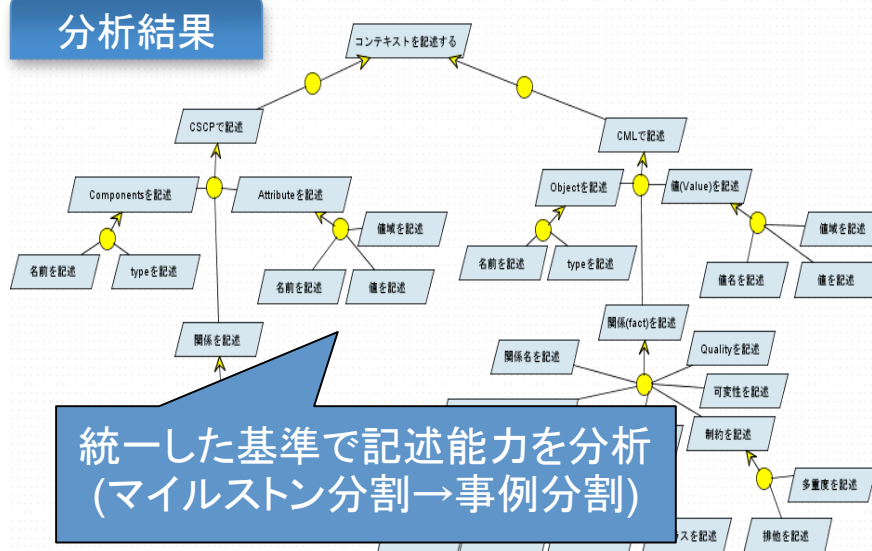 分析結果
コンテキストを記述する
CSCPで記述
CMLで記述
Componentsを記述
Attributeを記述
Objectを記述
値(Value)を記述
値域を記述
値域を記述
名前を記述
typeを記述
名前を記述
値を記述
名前を記述
typeを記述
値名を記述
値を記述
関係を記述
関係(fact)を記述
関係名を記述
Qualityを記述
可変性を記述
制約を記述
統一した基準で記述能力を分析
(マイルストン分割→事例分割)
多重度を記述
スを記述
排他を記述